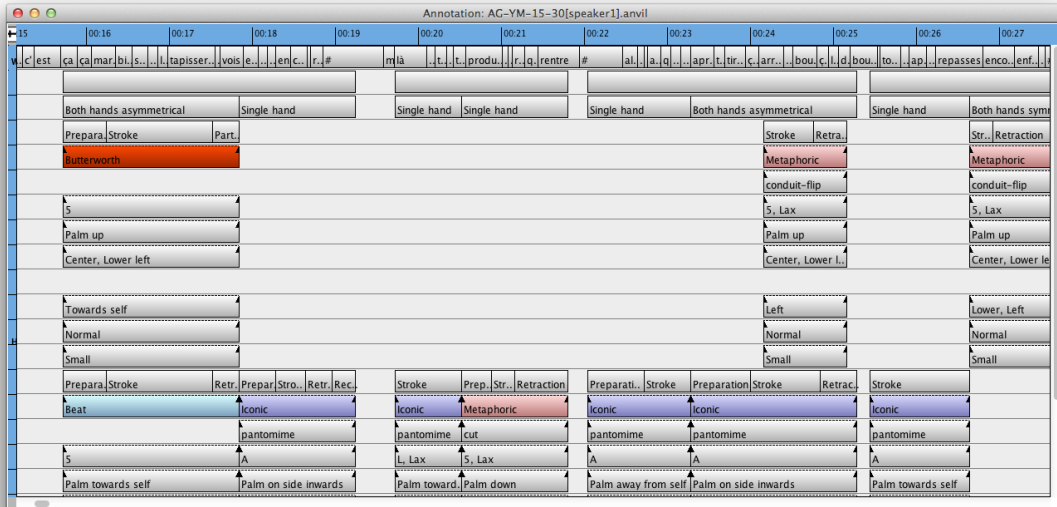 Annotation: AG-YM-15-30[speaker1].anvil
:15 00:16 00:17 00:18 00:19 00:20 00:21 00:22 00:23 00:24 00:25 00:26 00:27
c' est ça ça mar.. bi.. s.. .. l.. tapisser.. .. vois e.. .. .. en c.. .. r.. # m là ..t.. t.. produ.. .. r.. q. rentre # al.. .. a.. q .. .. apr.. t.. tir.. ç.. arr.. .. bou.. ç. l.. d. bou.. to.. .. ap.. .. repasses enco.. enf.. ..
Both hands asymmetrical Single hand Single hand Single hand Single hand Both hands asymmetrical Single hand Both hands symr
Prepara.. Stroke Part.. Stroke Retra.. Str.. Retraction
Butterworth Metaphoric Metaphoric
conduit-flip conduit-flip
5 5, Lax 5, Lax
Palm up Palm up Palm up
Center, Lower left Center, Lower l.. Center, Lower le
Towards self Left Lower, Left
Normal Normal Normal
Small Small Small
Prepara.. Stroke Retr.. Prepar.. Stro.. Retr.. Rec.. Stroke Prep.. Str.. Retraction Preparati.. Stroke Preparation Stroke Retrac.. Stroke
Beat Iconic Iconic Metaphoric Iconic Iconic Iconic
pantomime pantomime cut pantomime pantomime pantomime
5 A L, Lax 5, Lax A A A
Palm towards self Palm on side inwards Palm toward.. Palm down Palm away from self Palm on side inwards Palm towards self